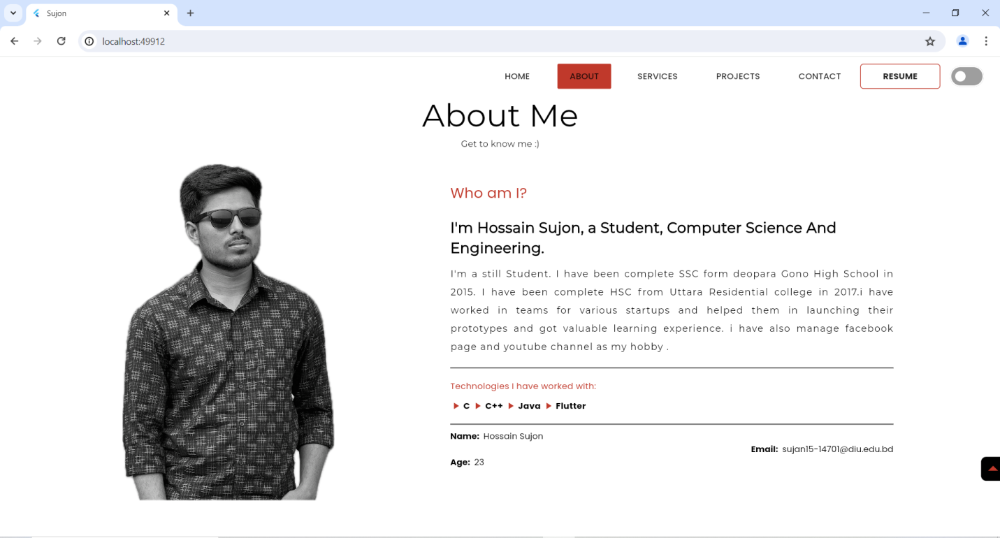 Sujon
localhost:49912
HOME ABOUT SERVICES PROJECTS CONTACT RESUME
About Me
Get to know me :)
Who am I?
I'm Hossain Sujon, a Student, Computer Science And
Engineering.
I'm a still Student. I have been complete SSC form deopara Gono High School in
2015. I have been complete HSC from Uttara Residential college in 2017.i have
worked in teams for various startups and helped them in launching their
prototypes and got valuable learning experience. i have also manage facebook
page and youtube channel as my hobby .
Technologies I have worked with:
C C++ Java Flutter
Name: Hossain Sujon
Email: sujan15-14701@diu.edu.bd
Age: 23